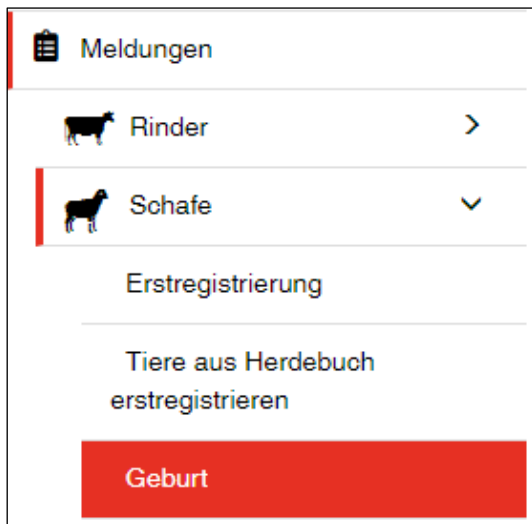 Meldungen
Rinder
Schafe
Erstregistrierung
Tiere aus Herdebuch
erstregistrieren
Geburt